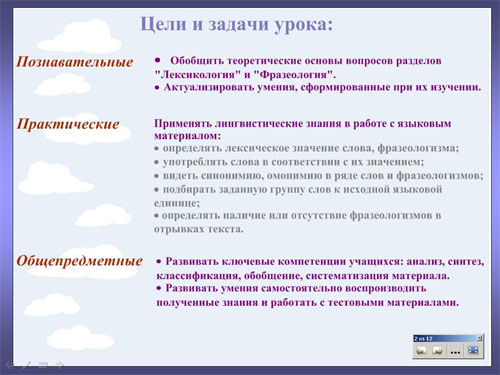 Цели и задачи урока:
Познавательные
• Обобщить теоретические основы вопросов разделов
"Лексикология" и "Фразеология".
• Актуализировать умения, сформированные при их изучении.
Практические
Применять лингвистические знания в работе с языковым
материалом:
• определять лексическое значение слова, фразеологизма;
• употреблять слова в соответствии с их значением;
• видеть синонимию, омонимию в ряде слов и фразеологизмов;
• подбирать заданную группу слов к исходной языковой
единице;
• определять наличие или отсутствие фразеологизмов в
отрывках текста.
Общепредметные
• Развивать ключевые компетенции учащихся: анализ, синтез,
классификация, обобщение, систематизация материала.
• Развивать умения самостоятельно воспроизводить
полученные знания и работать с тестовыми материалами.
2 из 12